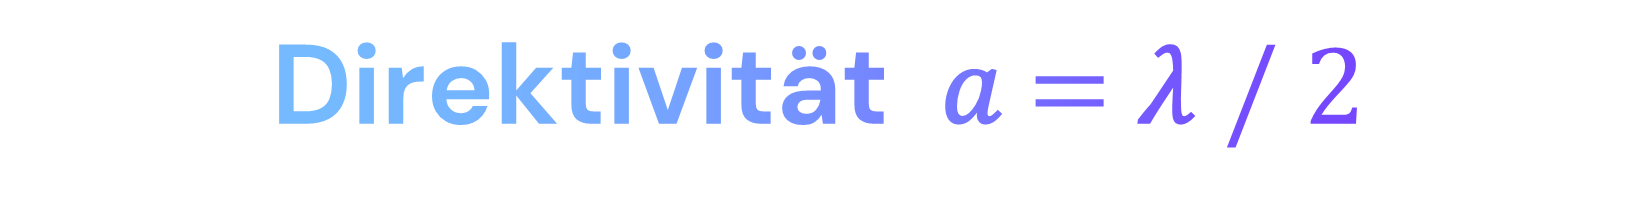 Direktivität a = λ / 2